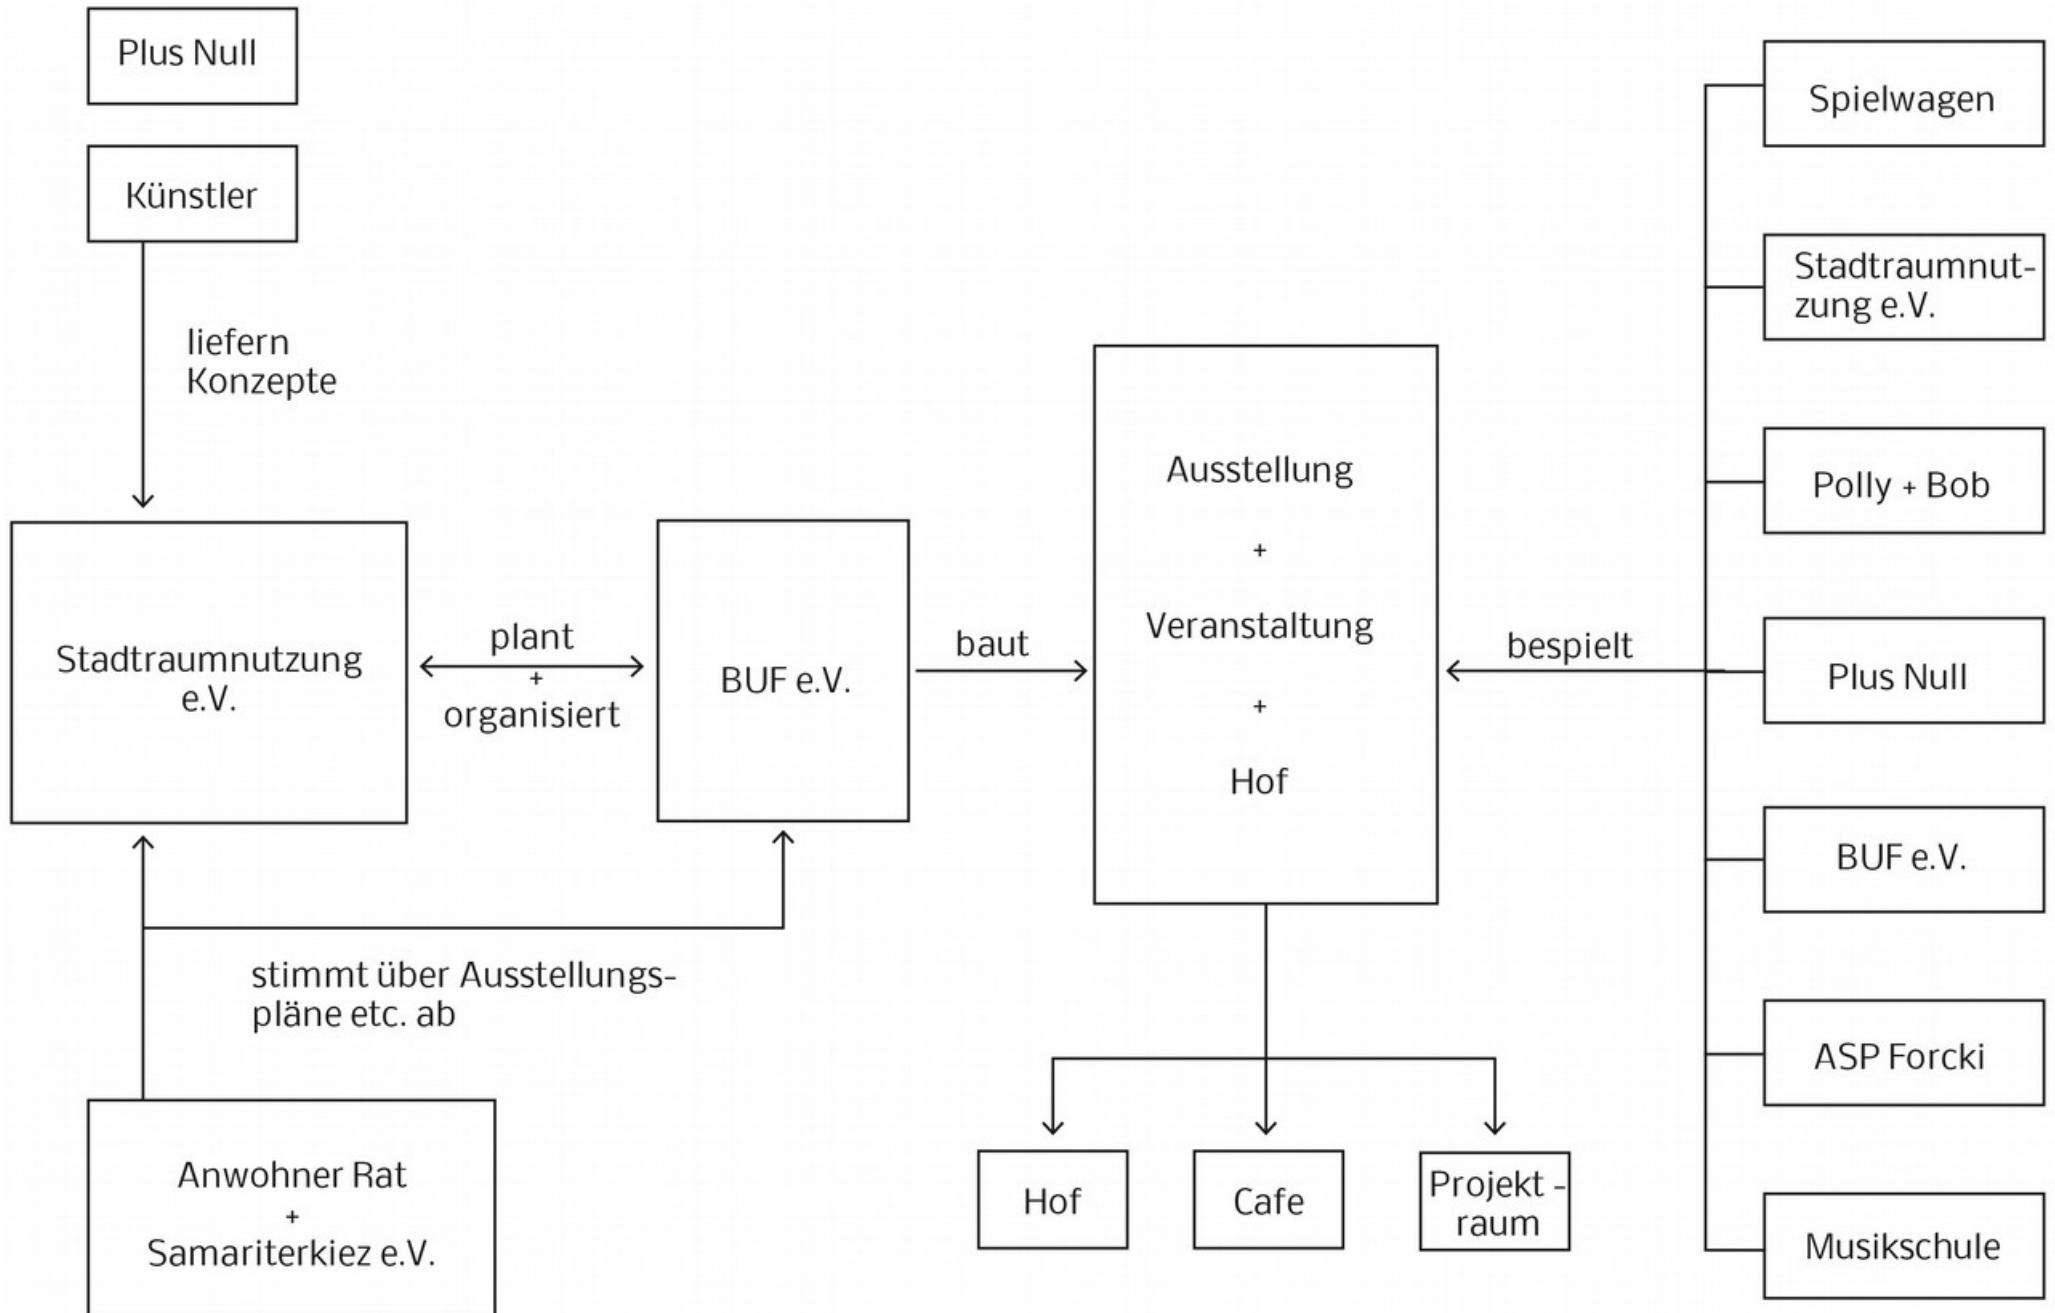 Plus Null
Künstler
liefern
Konzepte
Stadtraumnutzung
e.V.
plant
+
organisiert
BUF e.V.
baut
stimmt über Ausstellungs-
pläne etc. ab
Anwohner Rat
+
Samariterkiez e.V.
Ausstellung
+
Veranstaltung
+
Hof
bespielt
Hof
Cafe
Projekt -
raum
Spielwagen
Stadtraumnut-
zung e.V.
Polly + Bob
Plus Null
BUF e.V.
ASP Forcki
Musikschule